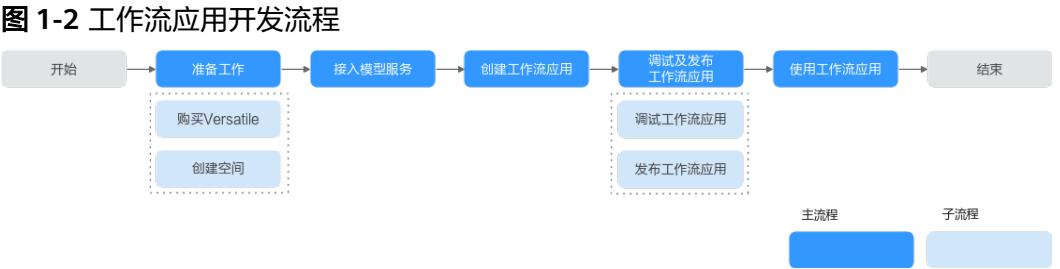 图 1-2 工作流应用开发流程
开始
准备工作
接入模型服务
创建工作流应用
调试及发布
工作流应用
使用工作流应用
结束
购买Versatile
调试工作流应用
创建空间
发布工作流应用
主流程
子流程